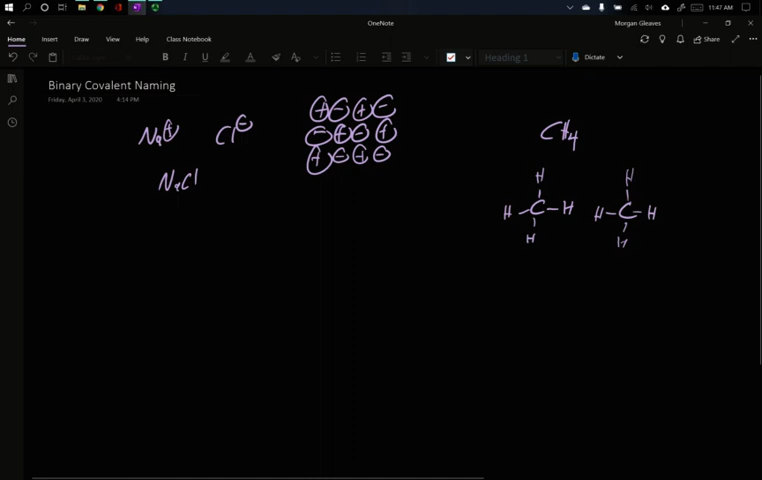 11:47 AM
OneNote
Morgan Gleaves
Home Insert Draw View Help Class Notebook
Share
B I U A Heading 1 Dictate
Binary Covalent Naming
Friday, April 3, 2020 4:14 PM
Na+ Cl-
+ - + -
- + - +
+ - + -
NaCl
CH4
H H
H-C-H H-C-H
H H